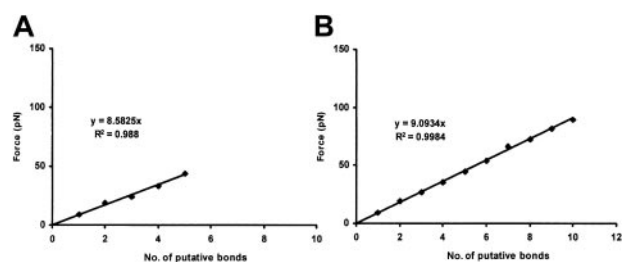 A
150
100
50
0
Force (pN)
y = 8.5825x
R² = 0.988
0 2 4 6 8 10
No. of putative bonds
B
150
100
50
0
Force (pN)
y = 9.0934x
R² = 0.9984
0 2 4 6 8 10 12
No. of putative bonds